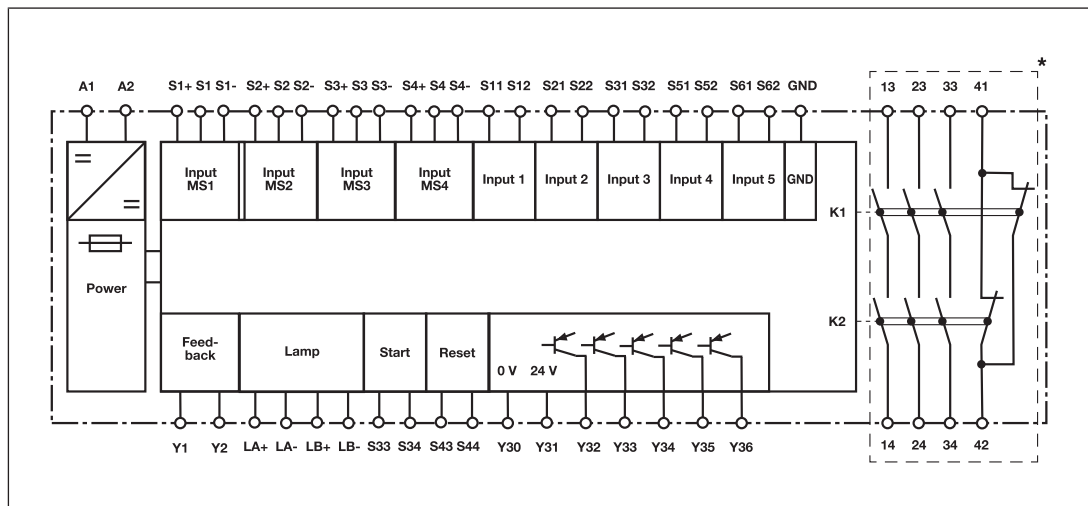 *
A1 A2 S1+ S1 S1- S2+ S2 S2- S3+ S3 S3- S4+ S4 S4- S11 S12 S21 S22 S31 S32 S51 S52 S61 S62 GND 13 23 33 41
Input MS1
Input MS2
Input MS3
Input MS4
Input 1
Input 2
Input 3
Input 4
Input 5
GND
K1
Power
K2
Feed-
back
Lamp
Start
Reset
0 V 24 V
Y1 Y2 LA+ LA- LB+ LB- S33 S34 S43 S44 Y30 Y31 Y32 Y33 Y34 Y35 Y36 14 24 34 42